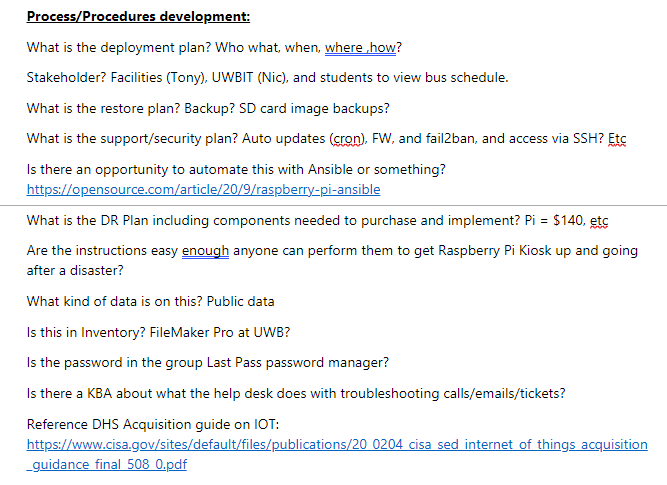 Process/Procedures development:
What is the deployment plan? Who what, when, where ,how?
Stakeholder? Facilities (Tony), UWBIT (Nic), and students to view bus schedule.
What is the restore plan? Backup? SD card image backups?
What is the support/security plan? Auto updates (cron), FW, and fail2ban, and access via SSH? Etc
Is there an opportunity to automate this with Ansible or something?
https://opensource.com/article/20/9/raspberry-pi-ansible
What is the DR Plan including components needed to purchase and implement? Pi = $140, etc
Are the instructions easy enough anyone can perform them to get Raspberry Pi Kiosk up and going
after a disaster?
What kind of data is on this? Public data
Is this in Inventory? FileMaker Pro at UWB?
Is the password in the group Last Pass password manager?
Is there a KBA about what the help desk does with troubleshooting calls/emails/tickets?
Reference DHS Acquisition guide on IOT:
https://www.cisa.gov/sites/default/files/publications/20_0204_cisa_sed_internet_of_things_acquisition
_guidance_final_508_0.pdf